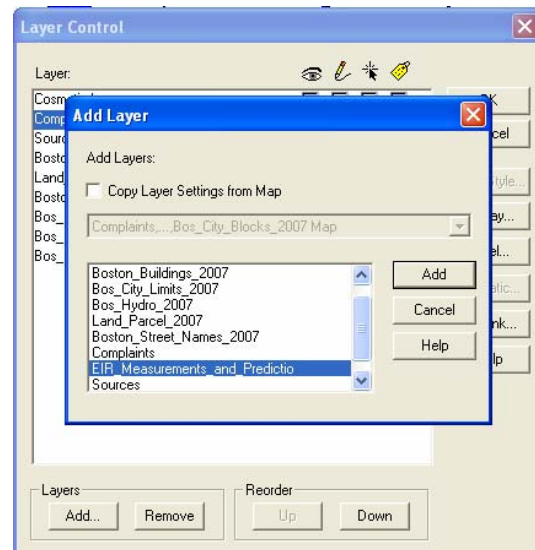 Layer Control
Layer:
Add Layer
Add Layers:
Copy Layer Settings from Map
Complaints,...,Bos_City_Blocks_2007 Map
Boston_Buildings_2007
Bos_City_Limits_2007
Bos_Hydro_2007
Land_Parcel_2007
Boston_Street_Names_2007
Complaints
EIR_Measurements_and_Predictio
Sources
Add
Cancel
Help
Layers
Add...
Remove
Reorder
Up
Down